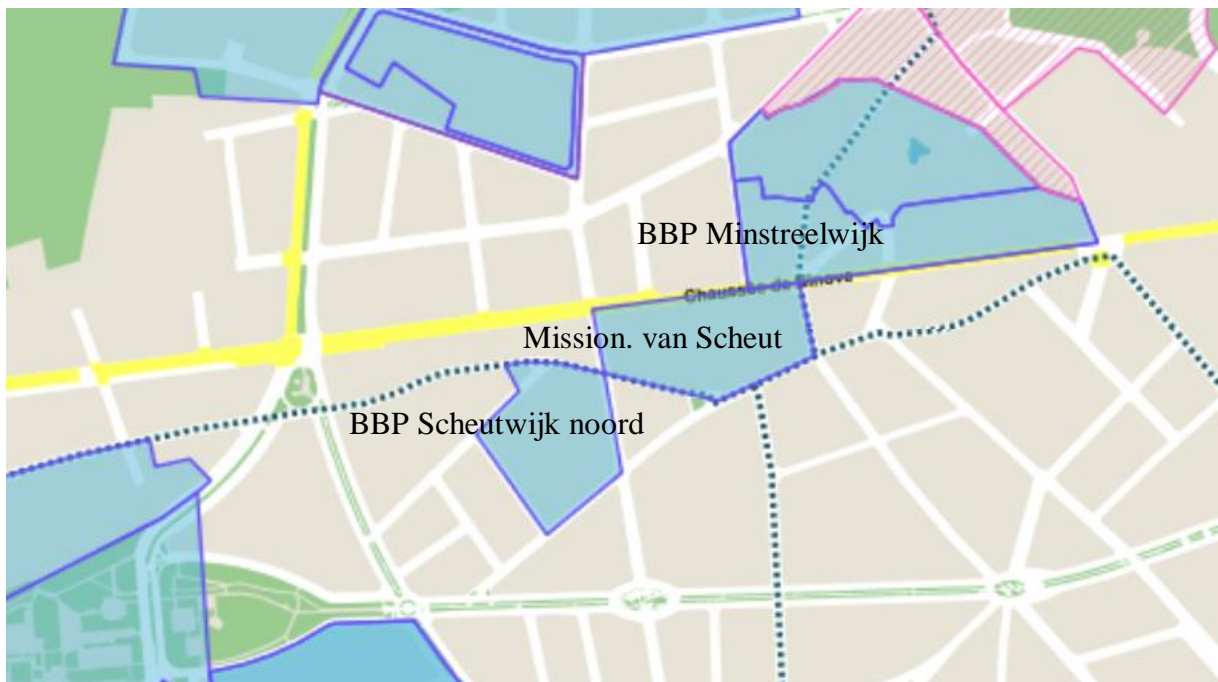 BBP Minstreelwijk
Chaussée de Ninove
Mission. van Scheut
BBP Scheutwijk noord